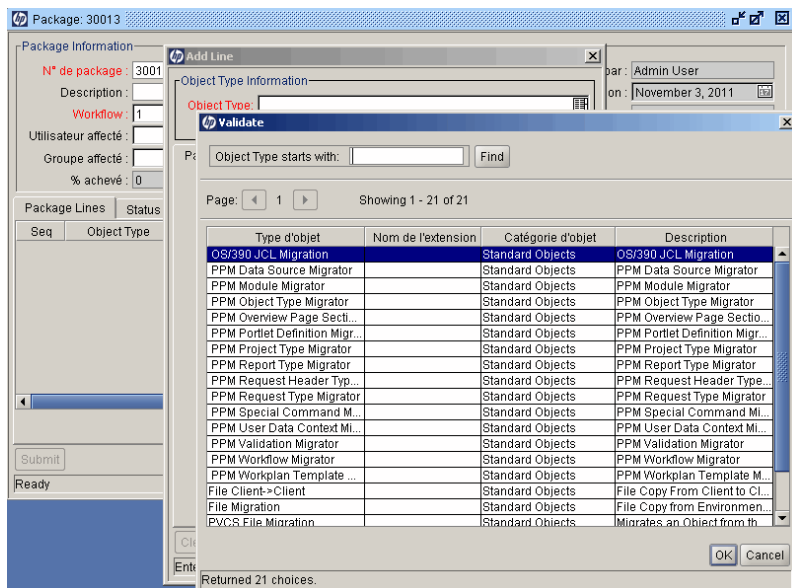 Package: 30013
Package Information
N° de package : 3001
Description :
Workflow : 1
Utilisateur affecté :
Groupe affecté :
% achevé : 0
par : Admin User
on : November 3, 2011
Package Lines Status
Seq Object Type
Submit
Ready
Add Line
Object Type Information
Object Type:
Validate
Object Type starts with: Find
Page: 1 Showing 1 - 21 of 21
Type d'objet Nom de l'extension Catégorie d'objet Description
OS/390 JCL Migration Standard Objects OS/390 JCL Migration
PPM Data Source Migrator Standard Objects PPM Data Source Migrator
PPM Module Migrator Standard Objects PPM Module Migrator
PPM Object Type Migrator Standard Objects PPM Object Type Migrator
PPM Overview Page Secti... Standard Objects PPM Overview Page Sectio...
PPM Portlet Definition Migr... Standard Objects PPM Portlet Definition Migr...
PPM Project Type Migrator Standard Objects PPM Project Type Migrator
PPM Report Type Migrator Standard Objects PPM Report Type Migrator
PPM Request Header Typ... Standard Objects PPM Request Header Type...
PPM Request Type Migrator Standard Objects PPM Request Type Migrator
PPM Special Command M... Standard Objects PPM Special Command Mi...
PPM User Data Context Mi... Standard Objects PPM User Data Context Mi...
PPM Validation Migrator Standard Objects PPM Validation Migrator
PPM Workflow Migrator Standard Objects PPM Workflow Migrator
PPM Workplan Template ... Standard Objects PPM Workplan Template M...
File Client->Client Standard Objects File Copy From Client to Cl...
File Migration Standard Objects File Copy from Environmen...
PVCS File Migration Standard Objects Migrates an Object from th
OK Cancel
Returned 21 choices.